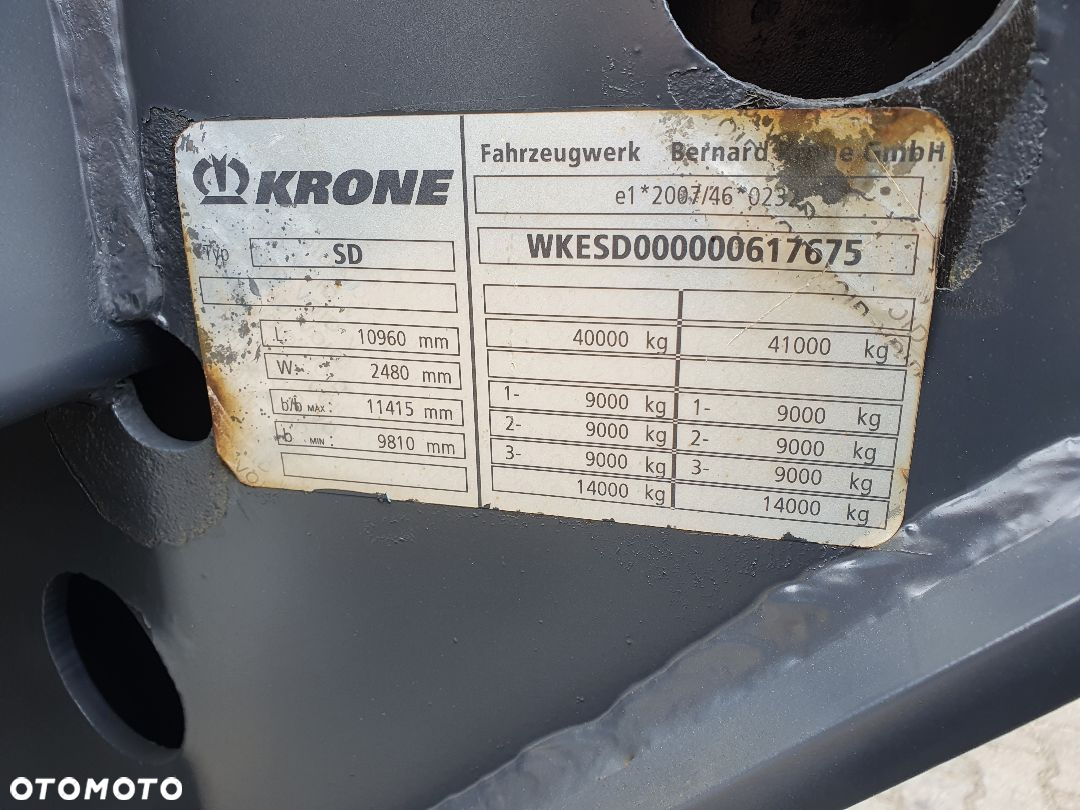 KRONE
Typ SD
L: 10960 mm
W: 2480 mm
b/b MAX: 11415 mm
b MIN: 9810 mm
Fahrzeugwerk Bernard GmbH
e1*2007/46*0232
WKESD000000617675
40000 kg 41000 kg
1- 9000 kg 1- 9000 kg
2- 9000 kg 2- 9000 kg
3- 9000 kg 3- 9000 kg
14000 kg 14000 kg
OTOMOTO